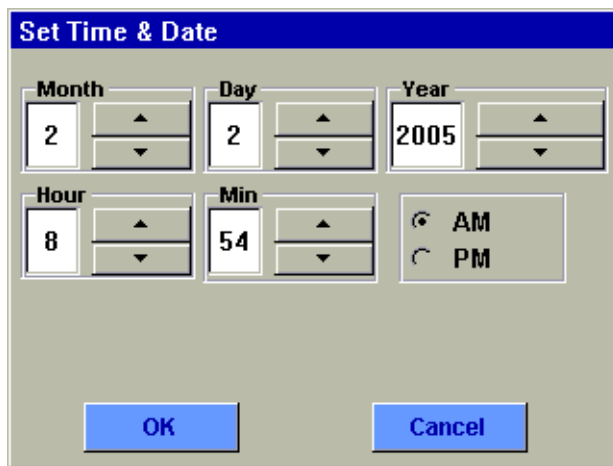 Set Time & Date
Month Day Year
2 2 2005
Hour Min
8 54 AM
PM
OK Cancel